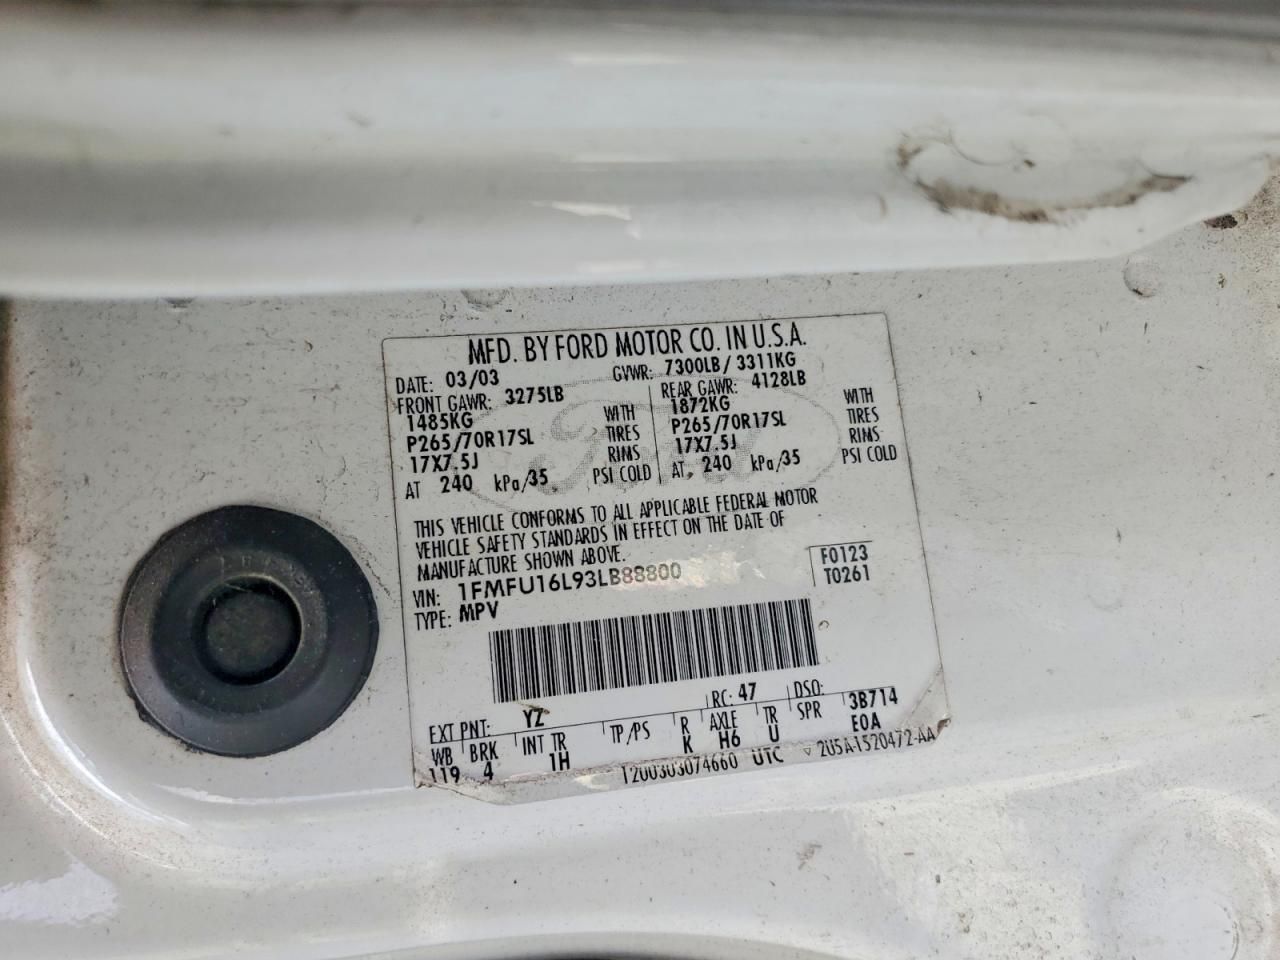 MFD. BY FORD MOTOR CO. IN U.S.A.
DATE: 03/03 GVWR: 7300LB/ 3311KG
FRONT GAWR: 3275LB REAR GAWR: 4128LB
1485KG WITH 1872KG WITH
P265/70R17SL TIRES P265/70R17SL TIRES
17X7.5J RIMS 17X7.5J RIMS
AT 240 kPa/35 PSI COLD AT 240 kPa/35 PSI COLD
THIS VEHICLE CONFORMS TO ALL APPLICABLE FEDERAL MOTOR
VEHICLE SAFETY STANDARDS IN EFFECT ON THE DATE OF
MANUFACTURE SHOWN ABOVE.
VIN: 1FMFU16L93LB88800 F0123
TYPE: MPV T0261
EXT PNT: YZ RC: 47 DSO: 3B714
WB BRK INT TR TP/PS R AXLE TR SPR E0A
119 4 1H K H6 U
T200303074660 UTC 2U5A-1520472-AA
Ford